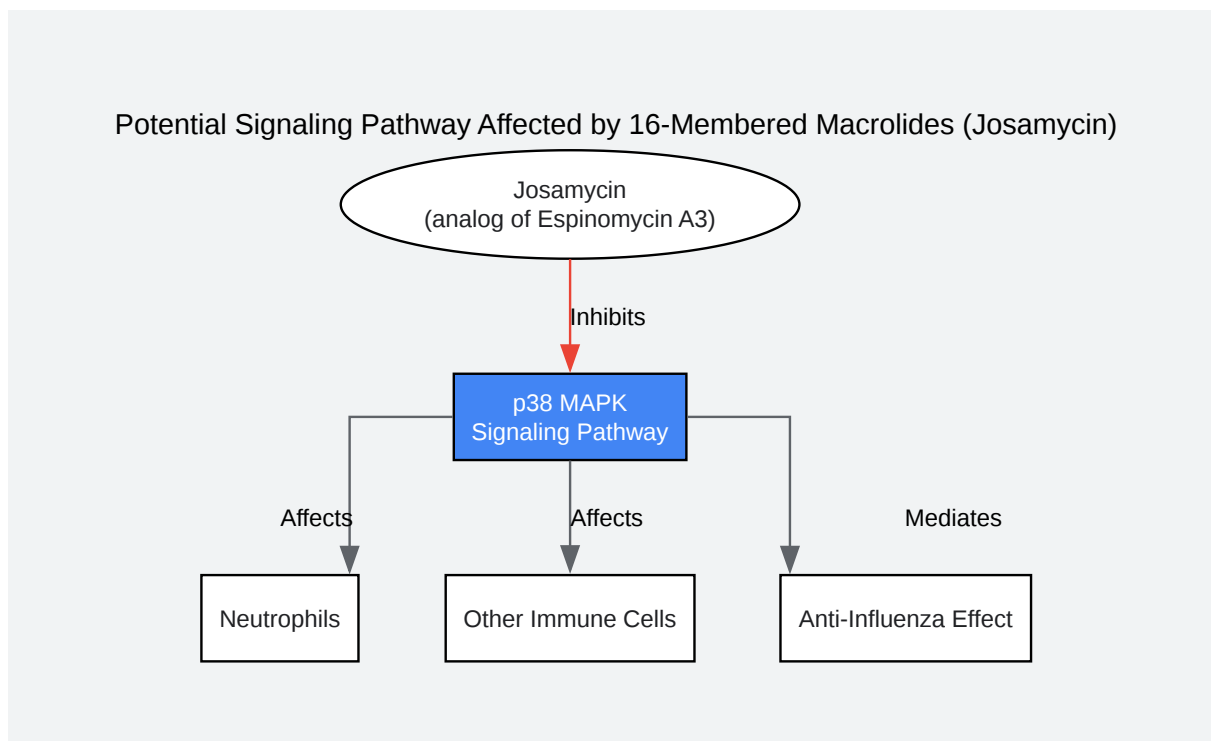 Potential Signaling Pathway Affected by 16-Membered Macrolides (Josamycin)
Josamycin
(analog of Espinomycin A3)
Inhibits
p38 MAPK
Signaling Pathway
Affects
Affects
Mediates
Neutrophils
Other Immune Cells
Anti-Influenza Effect